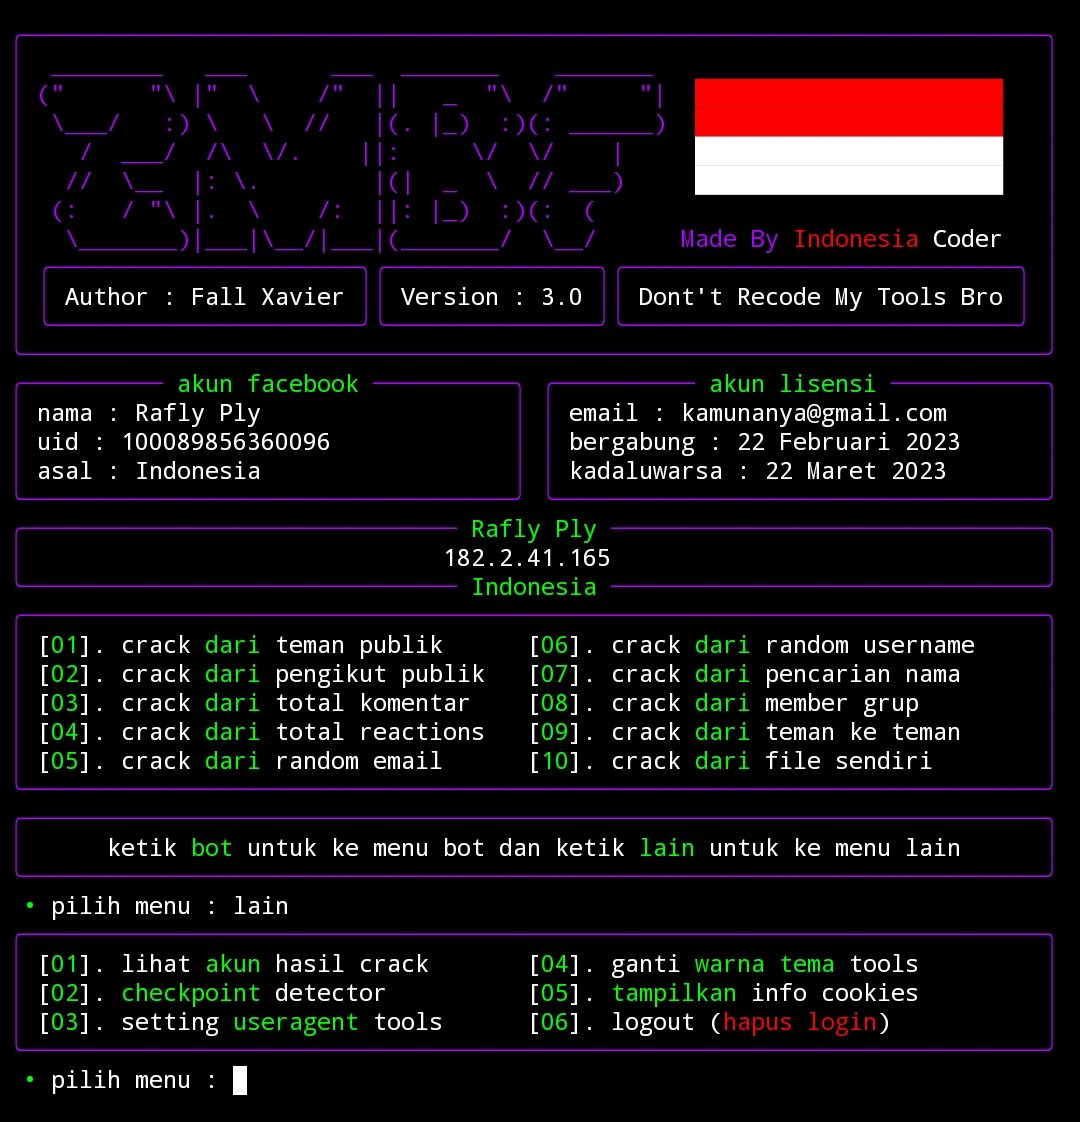 ZMBF
Made By Indonesia Coder
Author : Fall Xavier
Version : 3.0
Dont't Recode My Tools Bro
akun facebook
nama : Rafly Ply
uid : 100089856360096
asal : Indonesia
akun lisensi
email : kamunanya@gmail.com
bergabung : 22 Februari 2023
kadaluwarsa : 22 Maret 2023
Rafly Ply
182.2.41.165
Indonesia
[01]. crack dari teman publik
[02]. crack dari pengikut publik
[03]. crack dari total komentar
[04]. crack dari total reactions
[05]. crack dari random email
[06]. crack dari random username
[07]. crack dari pencarian nama
[08]. crack dari member grup
[09]. crack dari teman ke teman
[10]. crack dari file sendiri
ketik bot untuk ke menu bot dan ketik lain untuk ke menu lain
• pilih menu : lain
[01]. lihat akun hasil crack
[02]. checkpoint detector
[03]. setting useragent tools
[04]. ganti warna tema tools
[05]. tampilkan info cookies
[06]. logout (hapus login)
• pilih menu :